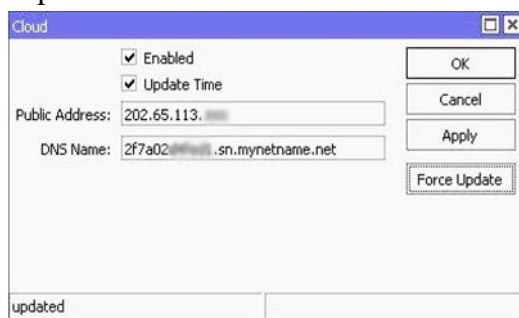 Cloud
Enabled
Update Time
Public Address: 202.65.113.
DNS Name: 2f7a02 .sn.mynetname.net
OK
Cancel
Apply
Force Update
updated